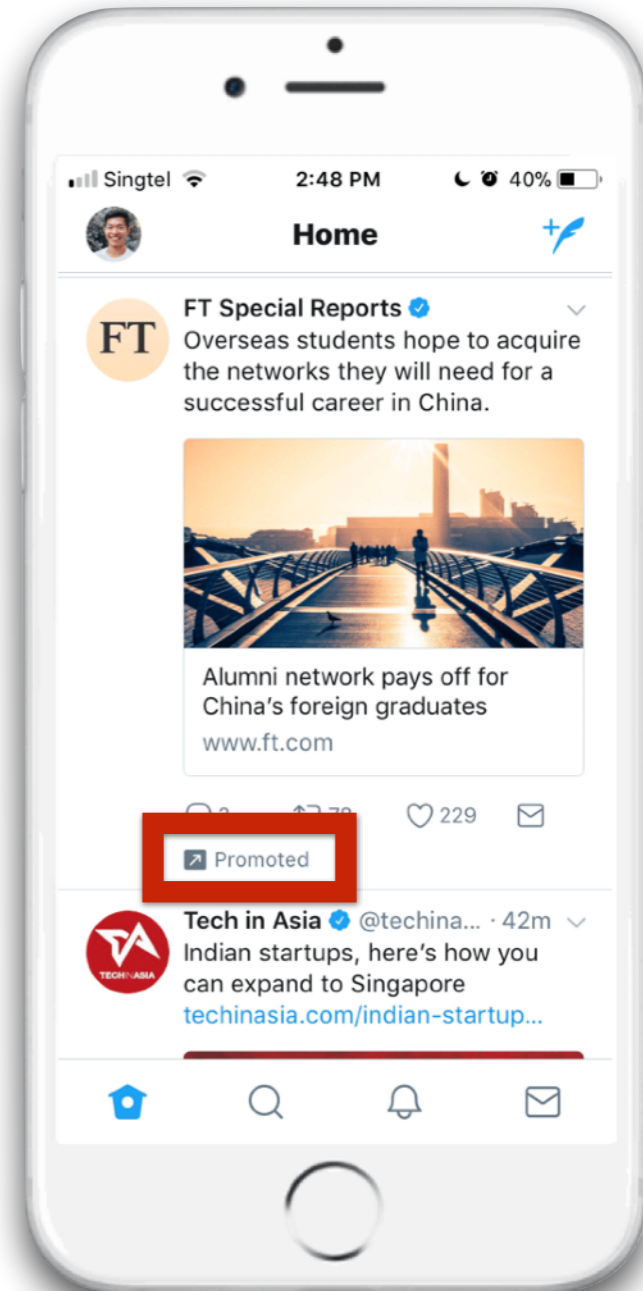 Singtel 2:48 PM 40%
Home
FT
FT Special Reports
Overseas students hope to acquire
the networks they will need for a
successful career in China.
Alumni network pays off for
China's foreign graduates
www.ft.com
229
Promoted
Tech in Asia @techina... · 42m
TECHINASIA
Indian startups, here's how you
can expand to Singapore
techinasia.com/indian-startup...